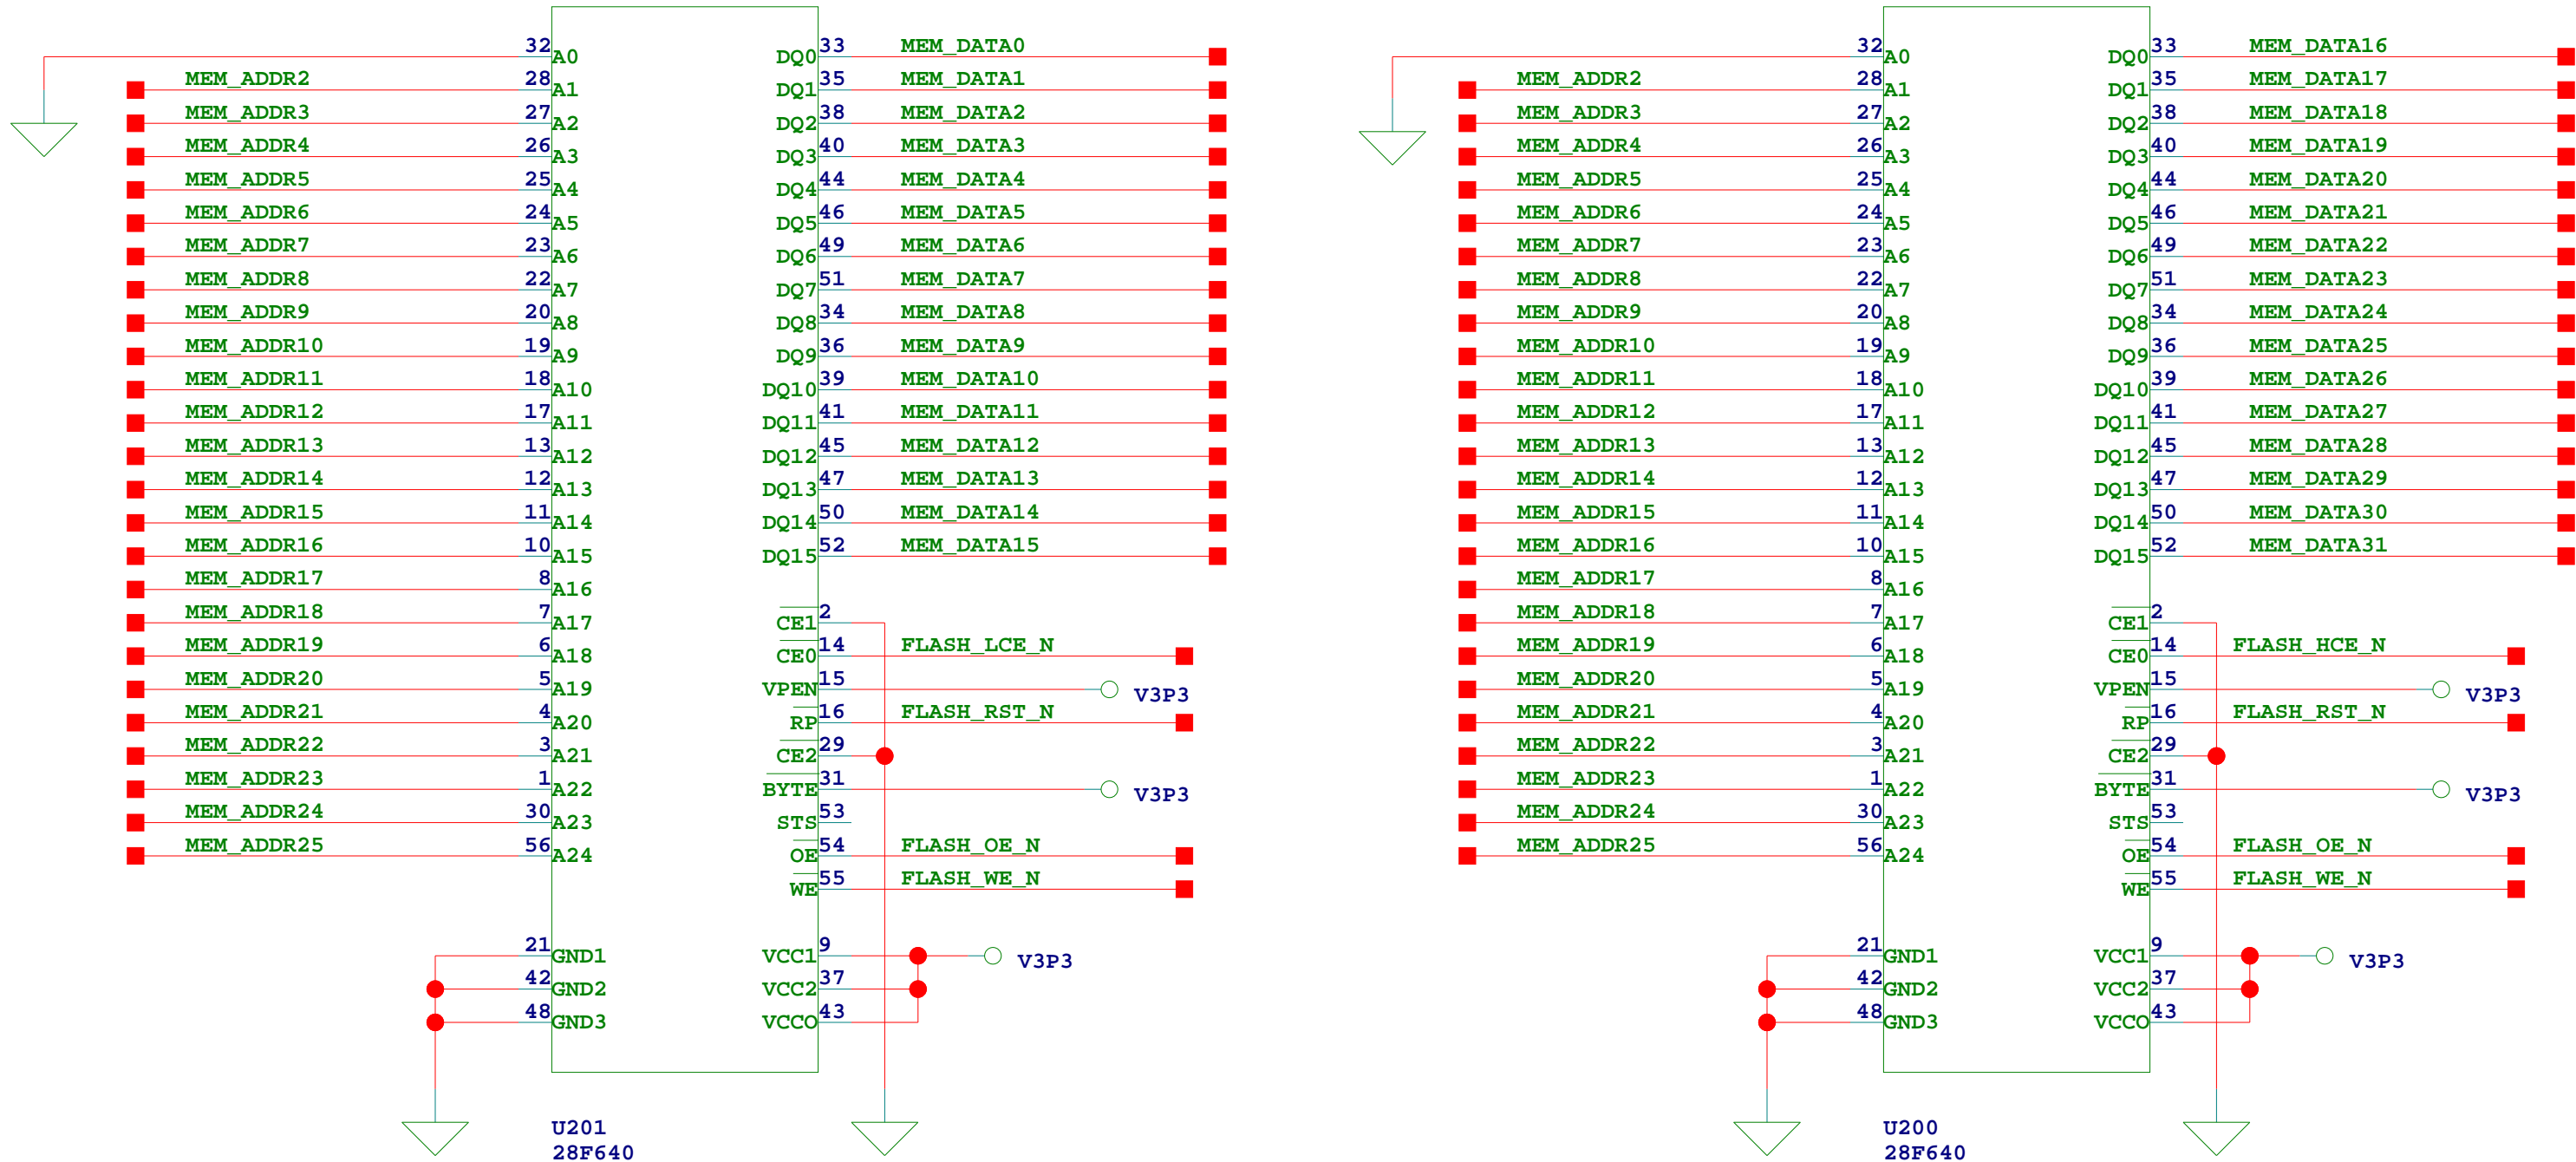 32 A0 DQ0 33 MEM_DATA0
MEM_ADDR2 28 A1 DQ1 35 MEM_DATA1
MEM_ADDR3 27 A2 DQ2 38 MEM_DATA2
MEM_ADDR4 26 A3 DQ3 40 MEM_DATA3
MEM_ADDR5 25 A4 DQ4 44 MEM_DATA4
MEM_ADDR6 24 A5 DQ5 46 MEM_DATA5
MEM_ADDR7 23 A6 DQ6 49 MEM_DATA6
MEM_ADDR8 22 A7 DQ7 51 MEM_DATA7
MEM_ADDR9 20 A8 DQ8 34 MEM_DATA8
MEM_ADDR10 19 A9 DQ9 36 MEM_DATA9
MEM_ADDR11 18 A10 DQ10 39 MEM_DATA10
MEM_ADDR12 17 A11 DQ11 41 MEM_DATA11
MEM_ADDR13 13 A12 DQ12 45 MEM_DATA12
MEM_ADDR14 12 A13 DQ13 47 MEM_DATA13
MEM_ADDR15 11 A14 DQ14 50 MEM_DATA14
MEM_ADDR16 10 A15 DQ15 52 MEM_DATA15
MEM_ADDR17 8 A16
MEM_ADDR18 7 A17 CE1 2
MEM_ADDR19 6 A18 CE0 14 FLASH_LCE_N
MEM_ADDR20 5 A19 VPEN 15 V3P3
MEM_ADDR21 4 A20 RP 16 FLASH_RST_N
MEM_ADDR22 3 A21 CE2 29
MEM_ADDR23 1 A22 BYTE 31 V3P3
MEM_ADDR24 30 A23 STS 53
MEM_ADDR25 56 A24 OE 54 FLASH_OE_N
WE 55 FLASH_WE_N
21 GND1 VCC1 9 V3P3
42 GND2 VCC2 37
48 GND3 VCCO 43
U201
28F640
32 A0 DQ0 33 MEM_DATA16
MEM_ADDR2 28 A1 DQ1 35 MEM_DATA17
MEM_ADDR3 27 A2 DQ2 38 MEM_DATA18
MEM_ADDR4 26 A3 DQ3 40 MEM_DATA19
MEM_ADDR5 25 A4 DQ4 44 MEM_DATA20
MEM_ADDR6 24 A5 DQ5 46 MEM_DATA21
MEM_ADDR7 23 A6 DQ6 49 MEM_DATA22
MEM_ADDR8 22 A7 DQ7 51 MEM_DATA23
MEM_ADDR9 20 A8 DQ8 34 MEM_DATA24
MEM_ADDR10 19 A9 DQ9 36 MEM_DATA25
MEM_ADDR11 18 A10 DQ10 39 MEM_DATA26
MEM_ADDR12 17 A11 DQ11 41 MEM_DATA27
MEM_ADDR13 13 A12 DQ12 45 MEM_DATA28
MEM_ADDR14 12 A13 DQ13 47 MEM_DATA29
MEM_ADDR15 11 A14 DQ14 50 MEM_DATA30
MEM_ADDR16 10 A15 DQ15 52 MEM_DATA31
MEM_ADDR17 8 A16
MEM_ADDR18 7 A17 CE1 2
MEM_ADDR19 6 A18 CE0 14 FLASH_HCE_N
MEM_ADDR20 5 A19 VPEN 15 V3P3
MEM_ADDR21 4 A20 RP 16 FLASH_RST_N
MEM_ADDR22 3 A21 CE2 29
MEM_ADDR23 1 A22 BYTE 31 V3P3
MEM_ADDR24 30 A23 STS 53
MEM_ADDR25 56 A24 OE 54 FLASH_OE_N
WE 55 FLASH_WE_N
21 GND1 VCC1 9 V3P3
42 GND2 VCC2 37
48 GND3 VCCO 43
U200
28F640